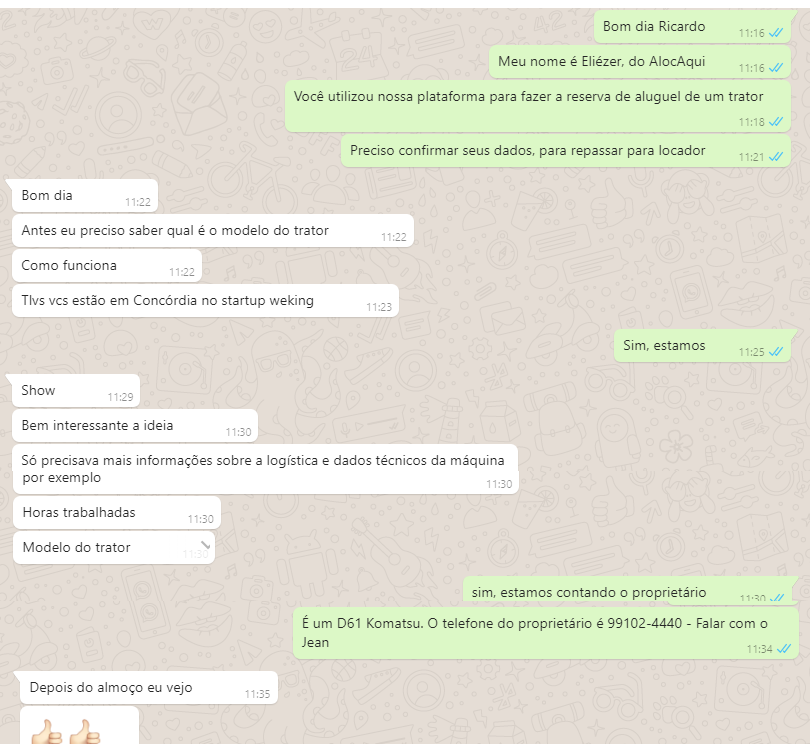 Bom dia Ricardo
11:16
Meu nome é Eliézer, do AlocAqui
11:16
Você utilizou nossa plataforma para fazer a reserva de aluguel de um trator
11:18
Preciso confirmar seus dados, para repassar para locador
11:21
Bom dia
11:22
Antes eu preciso saber qual é o modelo do trator
11:22
Como funciona
11:22
Tlvs vcs estão em Concórdia no startup weking
11:23
Sim, estamos
11:25
Show
11:29
Bem interessante a ideia
11:30
Só precisava mais informações sobre a logística e dados técnicos da máquina
por exemplo
11:30
Horas trabalhadas
11:30
Modelo do trator
11:30
sim, estamos contando o proprietário
11:30
É um D61 Komatsu. O telefone do proprietário é 99102-4440 - Falar com o
Jean
11:34
Depois do almoço eu vejo
11:35